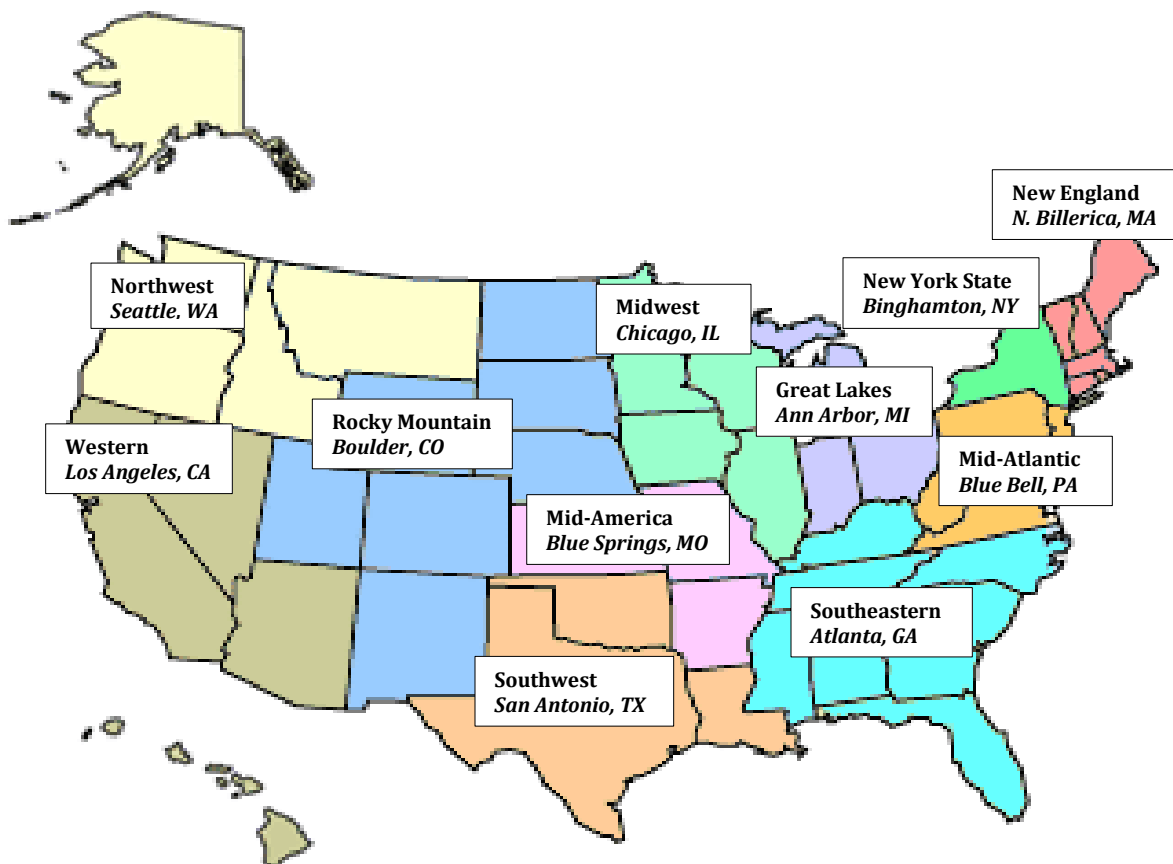 New England
N. Billerica, MA
Northwest
Seattle, WA
New York State
Binghamton, NY
Midwest
Chicago, IL
Great Lakes
Ann Arbor, MI
Rocky Mountain
Boulder, CO
Western
Los Angeles, CA
Mid-Atlantic
Blue Bell, PA
Mid-America
Blue Springs, MO
Southeastern
Atlanta, GA
Southwest
San Antonio, TX